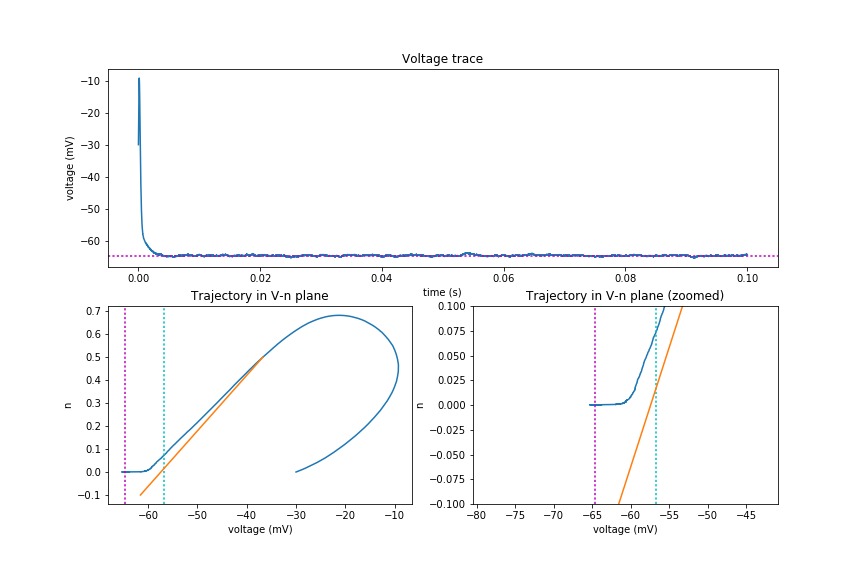 Voltage trace
voltage (mV)
−10
−20
−30
−40
−50
−60
0.00 0.02 0.04 0.06 0.08 0.10
time (s)
Trajectory in V-n plane
n
0.7
0.6
0.5
0.4
0.3
0.2
0.1
0.0
−0.1
−60 −50 −40 −30 −20 −10
voltage (mV)
Trajectory in V-n plane (zoomed)
n
0.100
0.075
0.050
0.025
0.000
−0.025
−0.050
−0.075
−0.100
−80 −75 −70 −65 −60 −55 −50 −45
voltage (mV)